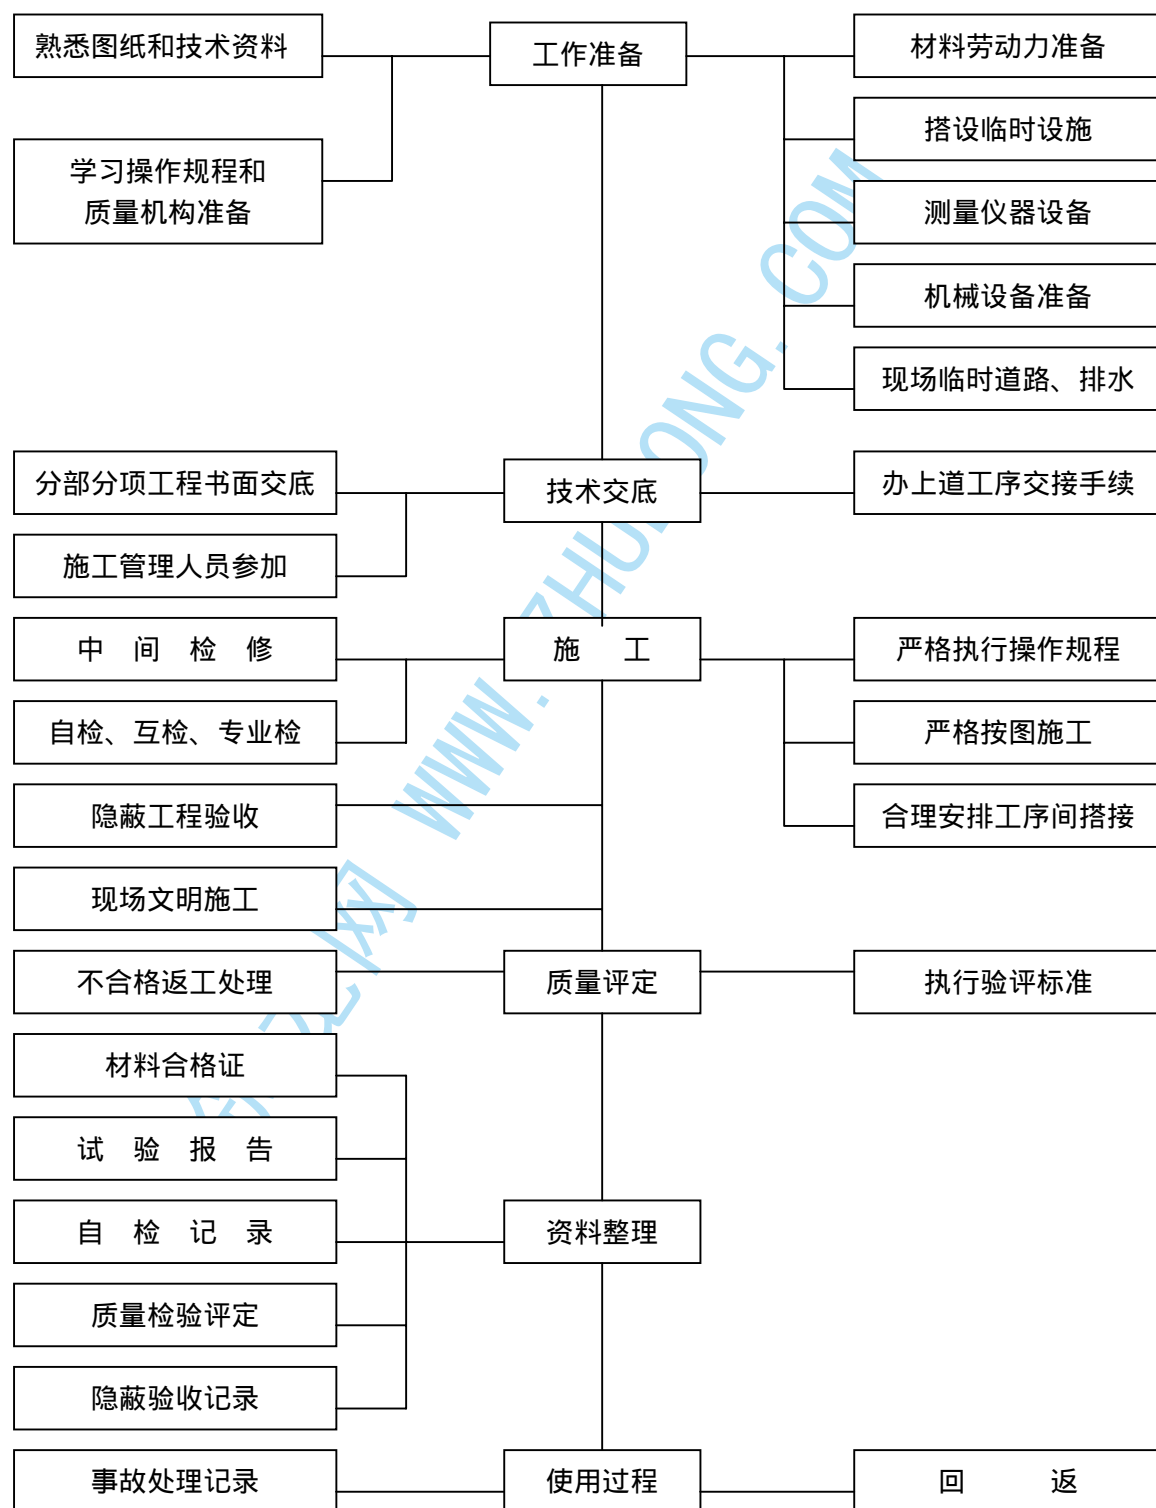 熟悉图纸和技术资料
工作准备
材料劳动力准备
搭设临时设施
学习操作规程和
质量机构准备
测量仪器设备
机械设备准备
现场临时道路、排水
分部分项工程书面交底
技术交底
办上道工序交接手续
施工管理人员参加
中 间 检 修
施 工
严格执行操作规程
自检、互检、专业检
严格按图施工
隐蔽工程验收
合理安排工序间搭接
现场文明施工
不合格返工处理
质量评定
执行验评标准
材料合格证
试 验 报 告
自 检 记 录
资料整理
质量检验评定
隐蔽验收记录
事故处理记录
使用过程
回 返
WWW.ZHULONG.COM